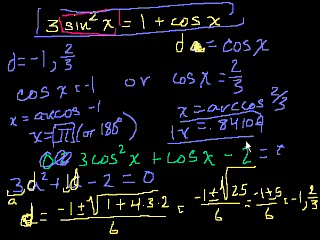 3 sin² x = 1 + cos x
d = cos x
d = -1, 2/3
cos x = -1 or cos x = 2/3
x = arccos -1
x = arccos 2/3
x = π (or 180°)
x = .84104
3cos² x + cos x - 2 =
3d² + 1d - 2 = 0
a
d = (-1 ± √(1 + 4·3·2))/6 = (-1 ± √25)/6 = (-1 ± 5)/6 = -1, 2/3